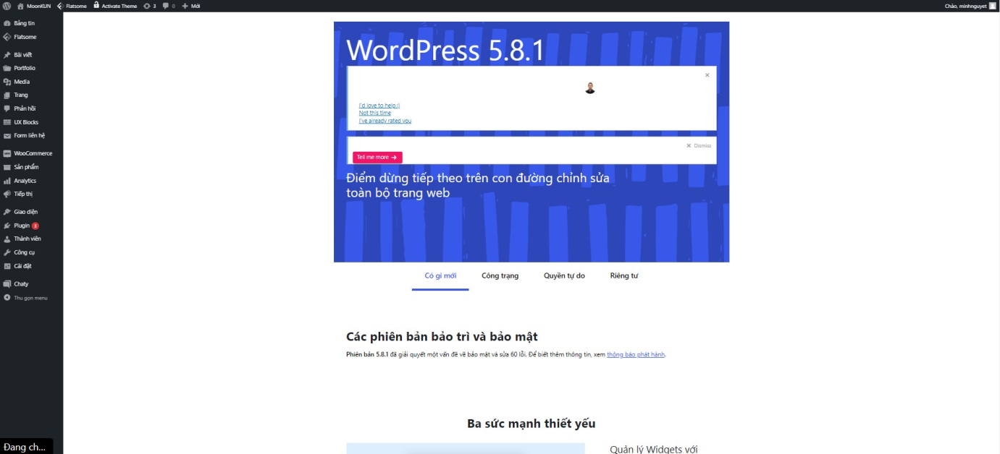 MoonKUN Flatsome Activate Theme 3 0 Mới Chào, minhnguyet
Bảng tin
Flatsome
Bài viết
Portfolio
Media
Trang
Phản hồi
UX Blocks
Form liên hệ
WooCommerce
Sản phẩm
Analytics
Tiếp thị
Giao diện
Plugin 3
Thành viên
Công cụ
Cài đặt
Chaty
Thu gọn menu
Đang ch...
WordPress 5.8.1
I'd love to help :)
Not this time
I've already rated you
Dismiss
Tell me more →
Điểm dừng tiếp theo trên con đường chỉnh sửa
toàn bộ trang web
Có gì mới Công trạng Quyền tự do Riêng tư
Các phiên bản bảo trì và bảo mật
Phiên bản 5.8.1 đã giải quyết một vấn đề về bảo mật và sửa 60 lỗi. Để biết thêm thông tin, xem thông báo phát hành.
Ba sức mạnh thiết yếu
Quản lý Widgets với